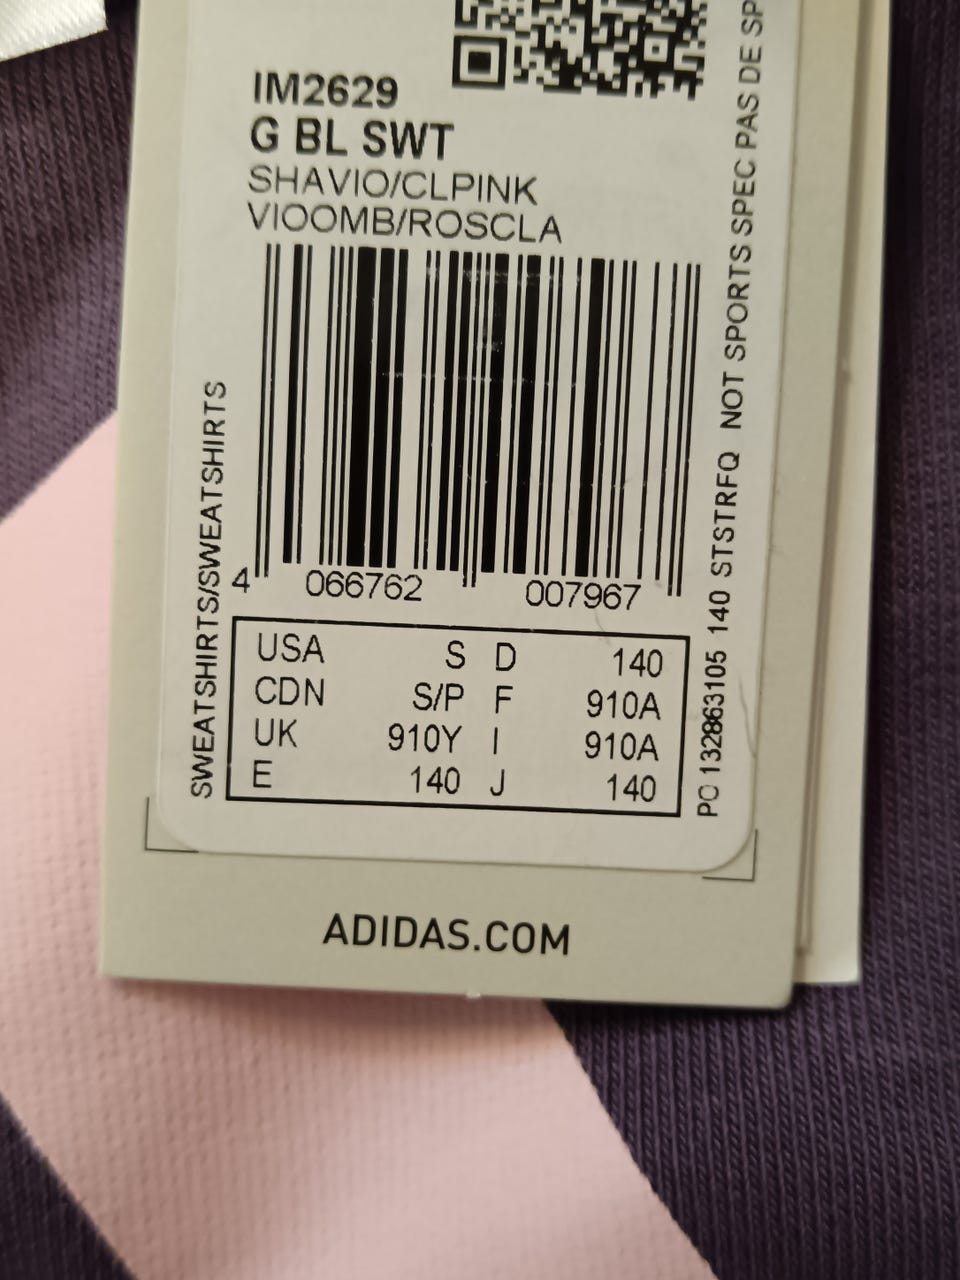 IM2629
G BL SWT
SHAVIO/CLPINK
VIOOMB/ROSCLA
SWEATSHIRTS/SWEATSHIRTS
4 066762 007967
USA S D 140
CDN S/P F 910A
UK 910Y I 910A
E 140 J 140
PO 132863105 140 STSTRFQ NOT SPORTS SPEC PAS DE SP
ADIDAS.COM